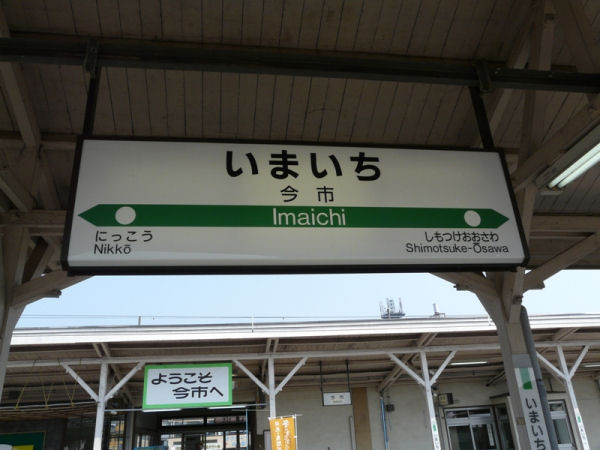 いまいち
今市
Imaichi
にっこう
Nikkō
しもつけおおさわ
Shimotsuke-Ōsawa
ようこそ
今市へ
いまいち